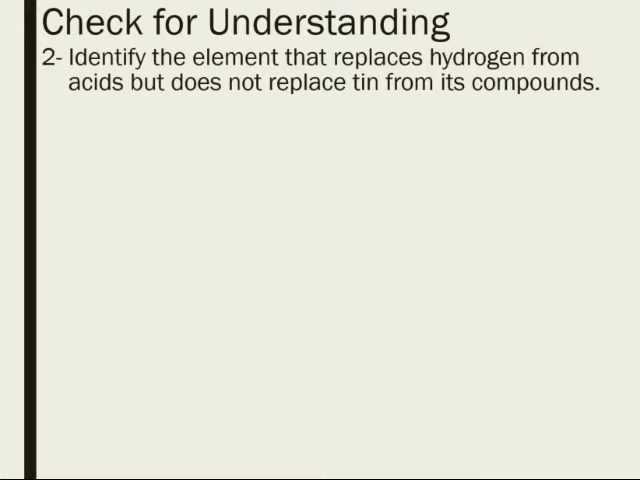 Check for Understanding
2- Identify the element that replaces hydrogen from
acids but does not replace tin from its compounds.